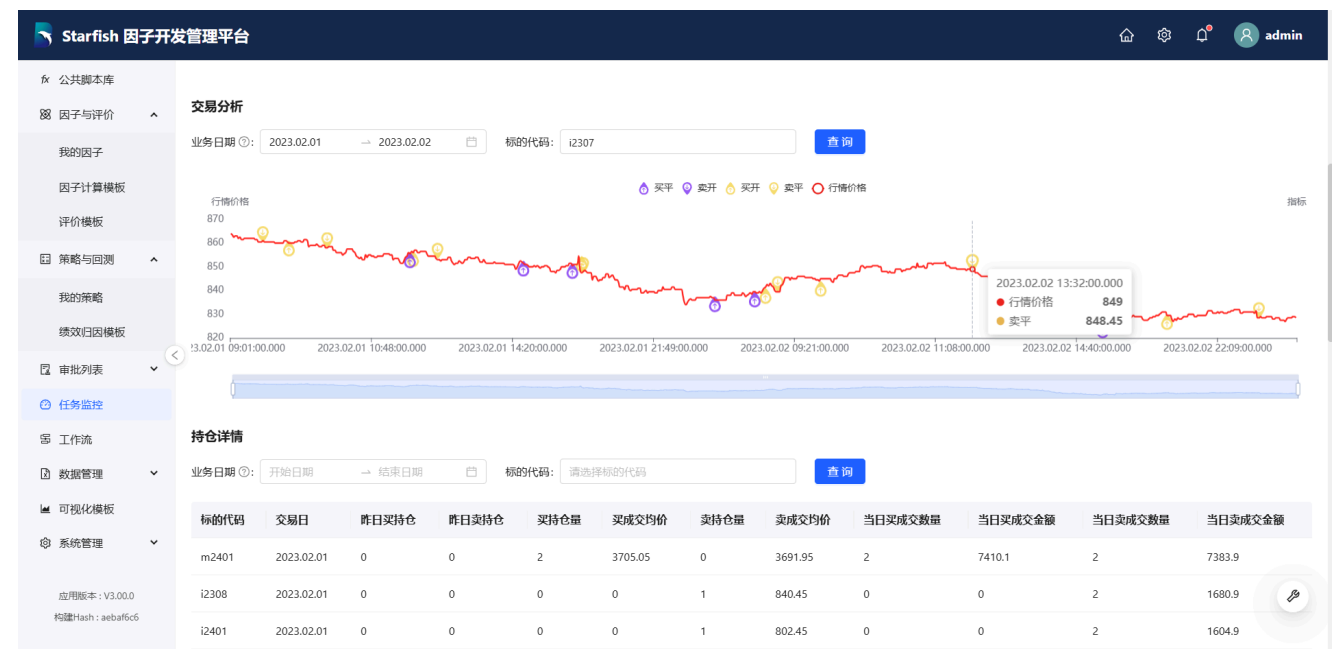 Starfish 因子开发管理平台
admin
fx 公共脚本库
因子与评价
我的因子
因子计算模板
评价模板
策略与回测
我的策略
绩效归因模板
审批列表
任务监控
工作流
数据管理
可视化模板
系统管理
应用版本 : V3.00.0
构建Hash : aebaf6c6
交易分析
业务日期 ?: 2023.02.01 → 2023.02.02 标的代码: i2307 查 询
买平 卖开 买开 卖平 行情价格
行情价格 指标
870
860
850
840
830
820
2023.02.02 13:32:00.000
行情价格 849
卖平 848.45
?3.02.01 09:01:00.000 2023.02.01 10:48:00.000 2023.02.01 14:20:00.000 2023.02.01 21:49:00.000 2023.02.02 09:21:00.000 2023.02.02 11:08:00.000 2023.02.02 14:40:00.000 2023.02.02 22:09:00.000
持仓详情
业务日期 ?: 开始日期 → 结束日期 标的代码: 请选择标的代码 查 询
标的代码 交易日 昨日买持仓 昨日卖持仓 买持仓量 买成交均价 卖持仓量 卖成交均价 当日买成交数量 当日买成交金额 当日卖成交数量 当日卖成交金额
m2401 2023.02.01 0 0 2 3705.05 0 3691.95 2 7410.1 2 7383.9
i2308 2023.02.01 0 0 0 0 1 840.45 0 0 2 1680.9
i2401 2023.02.01 0 0 0 0 1 802.45 0 0 2 1604.9